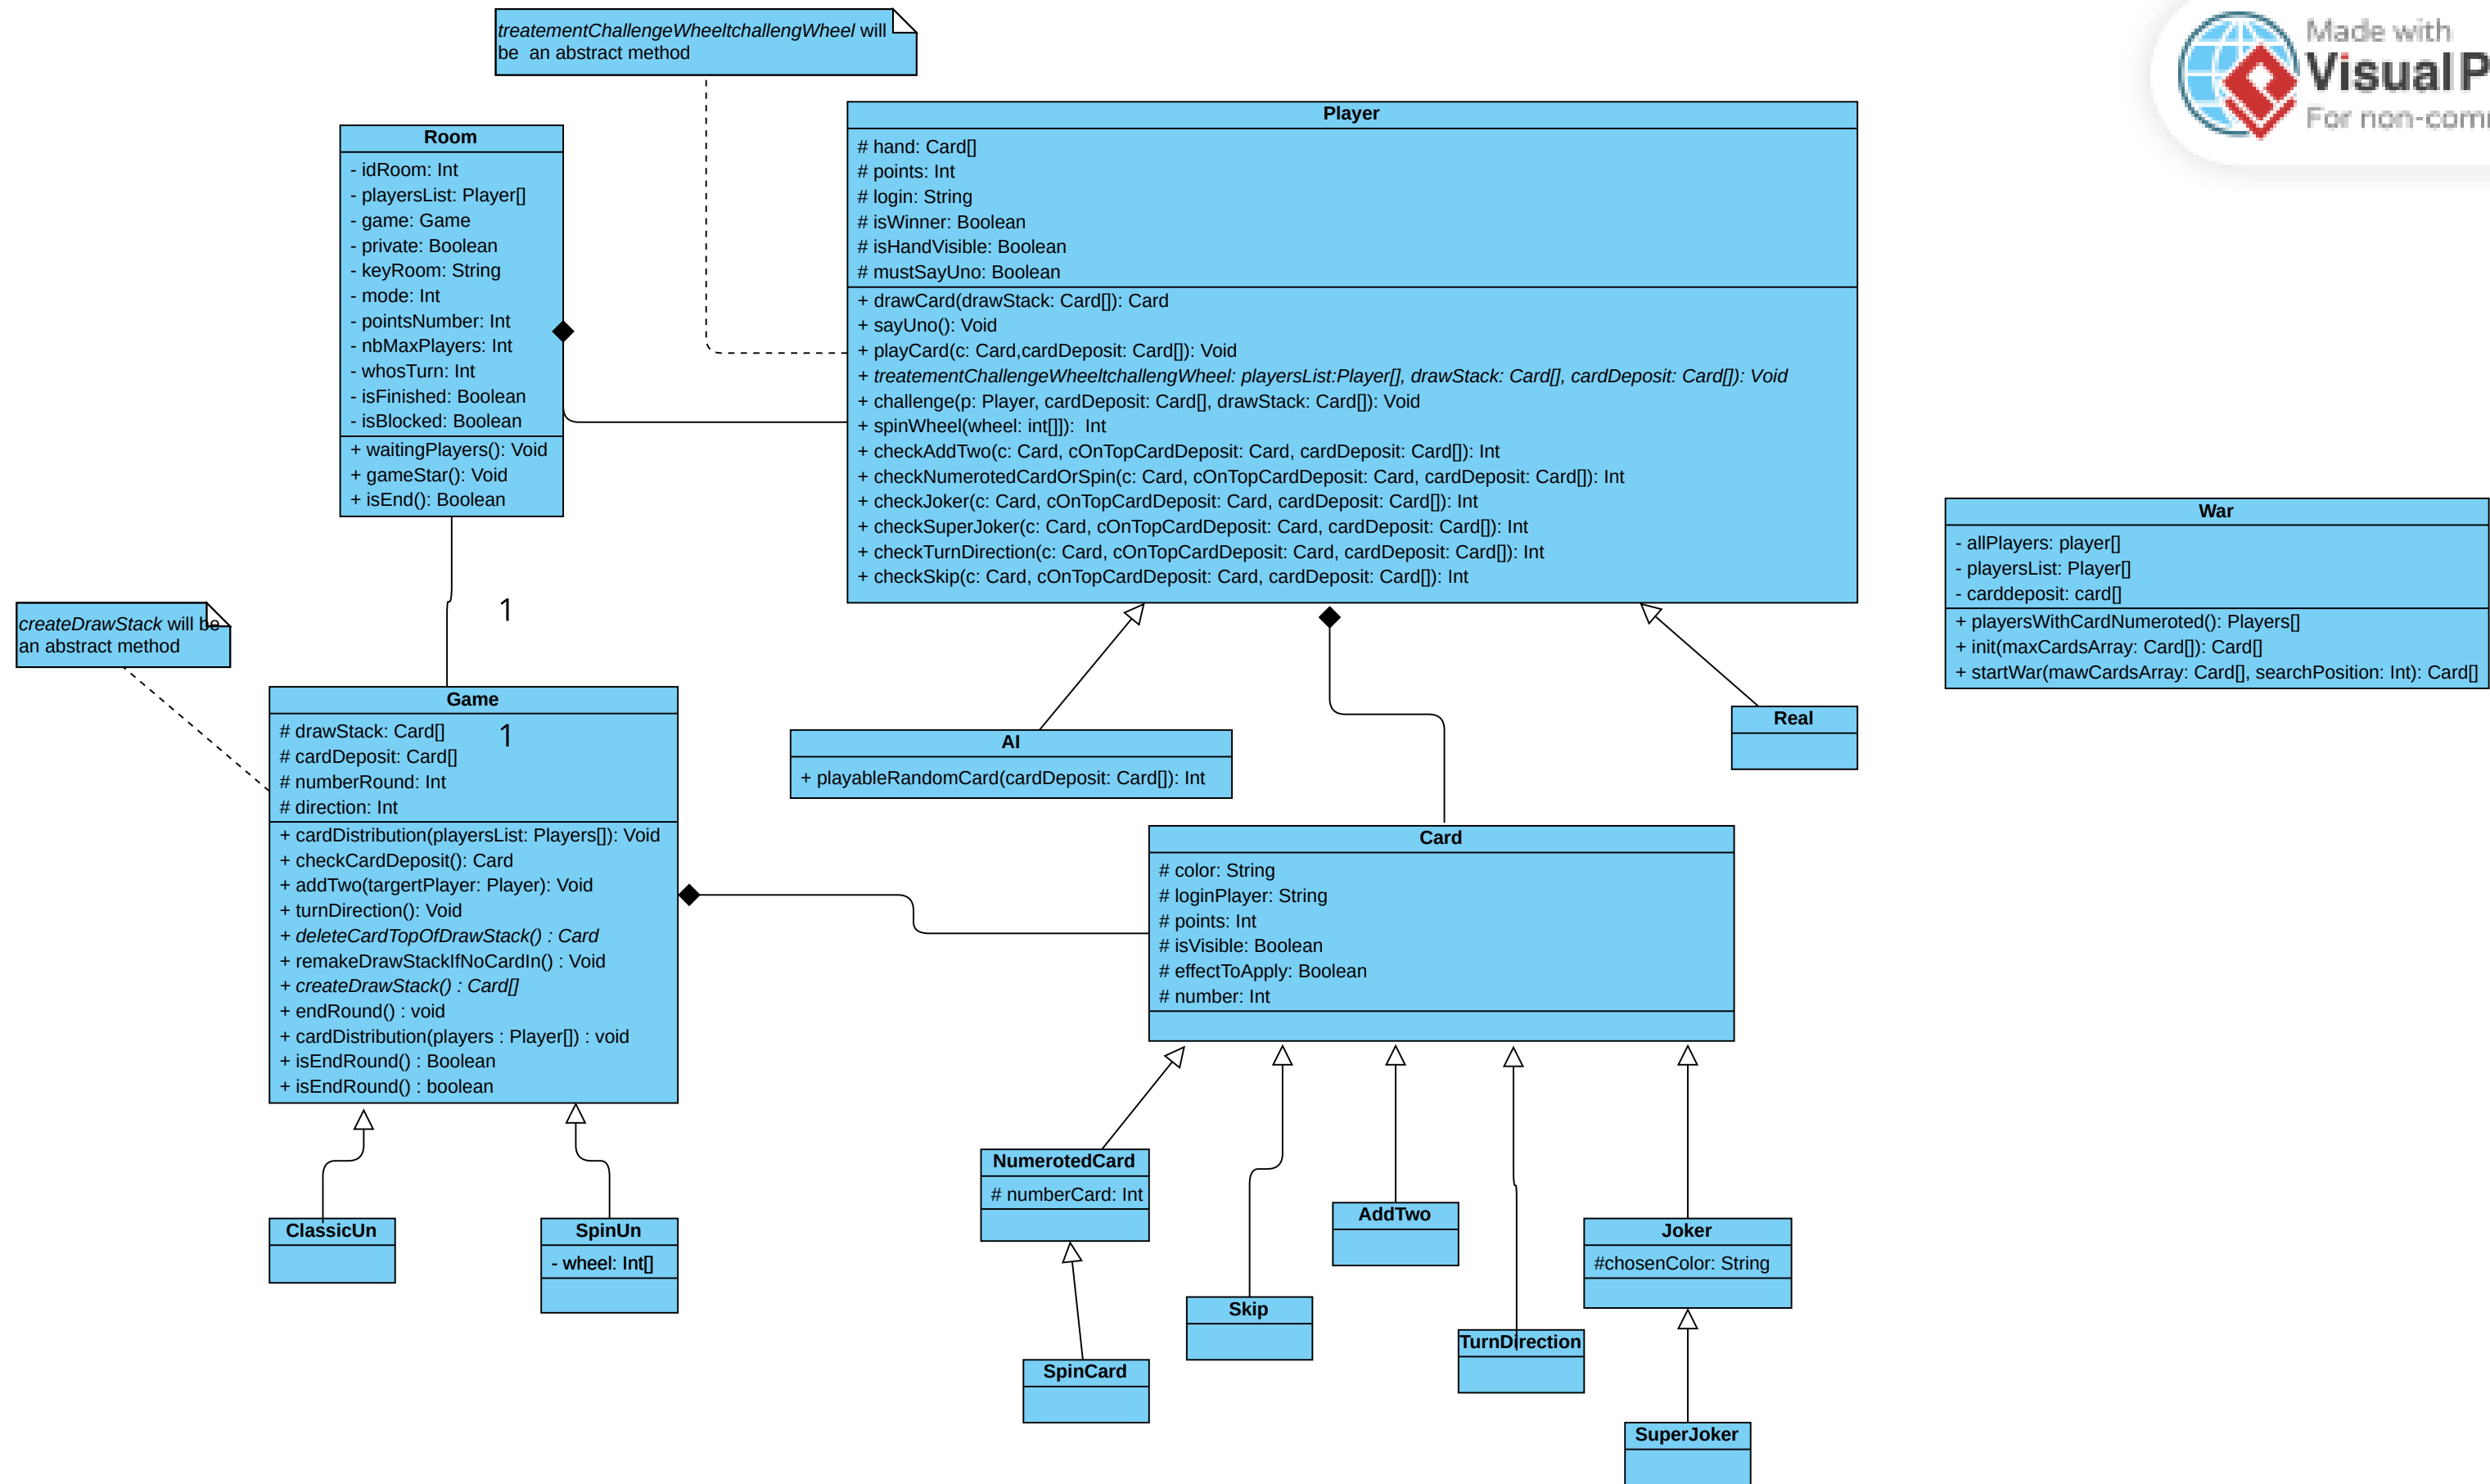 treatementChallengeWheeltchallengWheel will
be an abstract method
Made with
Visual P
For non-comm
Room
- idRoom: Int
- playersList: Player[]
- game: Game
- private: Boolean
- keyRoom: String
- mode: Int
- pointsNumber: Int
- nbMaxPlayers: Int
- whosTurn: Int
- isFinished: Boolean
- isBlocked: Boolean
+ waitingPlayers(): Void
+ gameStar(): Void
+ isEnd(): Boolean
Player
# hand: Card[]
# points: Int
# login: String
# isWinner: Boolean
# isHandVisible: Boolean
# mustSayUno: Boolean
+ drawCard(drawStack: Card[]): Card
+ sayUno(): Void
+ playCard(c: Card,cardDeposit: Card[]): Void
+ treatementChallengeWheeltchallengWheel: playersList:Player[], drawStack: Card[], cardDeposit: Card[]): Void
+ challenge(p: Player, cardDeposit: Card[], drawStack: Card[]): Void
+ spinWheel(wheel: int[]]): Int
+ checkAddTwo(c: Card, cOnTopCardDeposit: Card, cardDeposit: Card[]): Int
+ checkNumerotedCardOrSpin(c: Card, cOnTopCardDeposit: Card, cardDeposit: Card[]): Int
+ checkJoker(c: Card, cOnTopCardDeposit: Card, cardDeposit: Card[]): Int
+ checkSuperJoker(c: Card, cOnTopCardDeposit: Card, cardDeposit: Card[]): Int
+ checkTurnDirection(c: Card, cOnTopCardDeposit: Card, cardDeposit: Card[]): Int
+ checkSkip(c: Card, cOnTopCardDeposit: Card, cardDeposit: Card[]): Int
War
- allPlayers: player[]
- playersList: Player[]
- carddeposit: card[]
+ playersWithCardNumeroted(): Players[]
+ init(maxCardsArray: Card[]): Card[]
+ startWar(mawCardsArray: Card[], searchPosition: Int): Card[]
1
createDrawStack will be
an abstract method
Game
1
# drawStack: Card[]
# cardDeposit: Card[]
# numberRound: Int
# direction: Int
+ cardDistribution(playersList: Players[]): Void
+ checkCardDeposit(): Card
+ addTwo(targertPlayer: Player): Void
+ turnDirection(): Void
+ deleteCardTopOfDrawStack() : Card
+ remakeDrawStackIfNoCardIn() : Void
+ createDrawStack() : Card[]
+ endRound() : void
+ cardDistribution(players : Player[]) : void
+ isEndRound() : Boolean
+ isEndRound() : boolean
AI
+ playableRandomCard(cardDeposit: Card[]): Int
Real
Card
# color: String
# loginPlayer: String
# points: Int
# isVisible: Boolean
# effectToApply: Boolean
# number: Int
ClassicUn
SpinUn
- wheel: Int[]
NumerotedCard
# numberCard: Int
SpinCard
Skip
AddTwo
TurnDirection
Joker
#chosenColor: String
SuperJoker